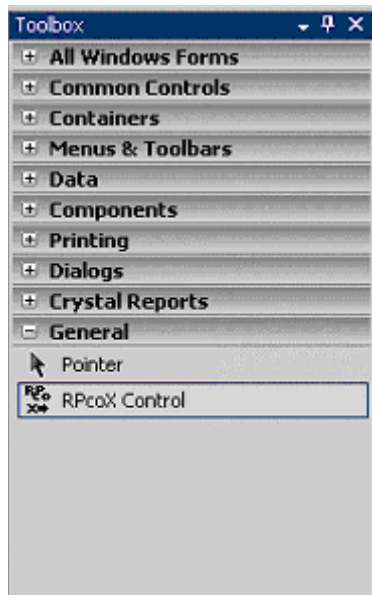 Toolbox
All Windows Forms
Common Controls
Containers
Menus & Toolbars
Data
Components
Printing
Dialogs
Crystal Reports
General
Pointer
RPcoX Control